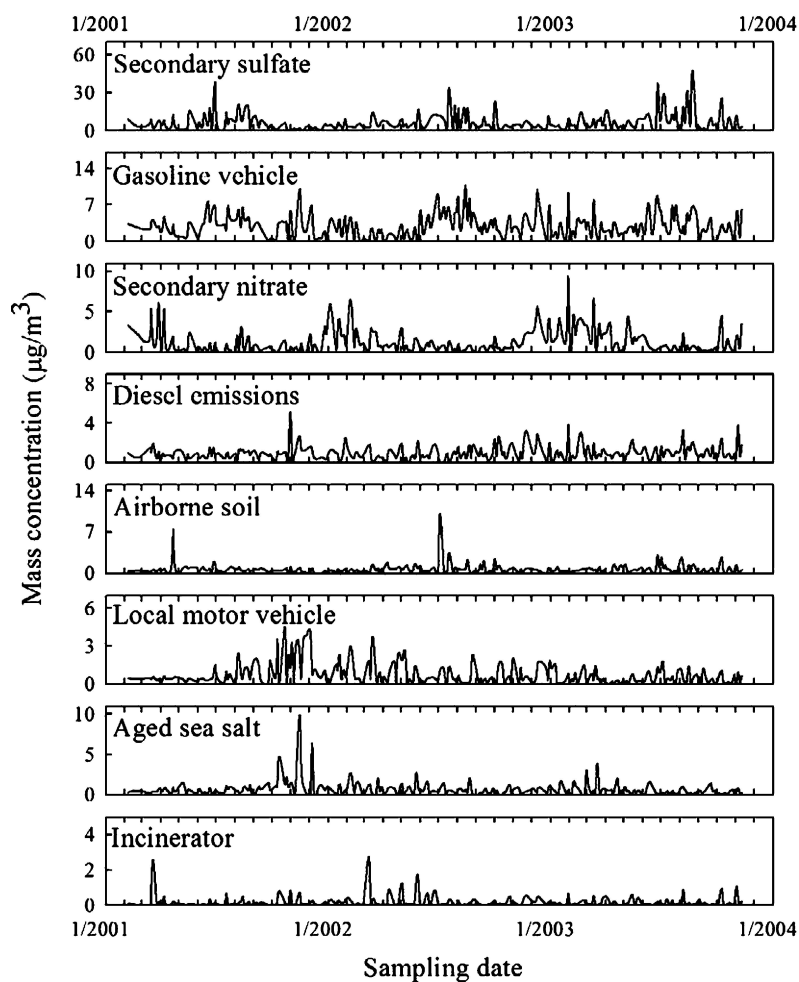 1/2001 1/2002 1/2003 1/2004
60
Secondary sulfate
30
0
14
Gasoline vehicle
7
0
10
Secondary nitrate
5
0
8
Diesel emissions
4
0
14
Airborne soil
7
0
6
Local motor vehicle
3
0
10
Aged sea salt
5
0
4
Incinerator
2
0
1/2001 1/2002 1/2003 1/2004
Sampling date
Mass concentration (μg/m³)